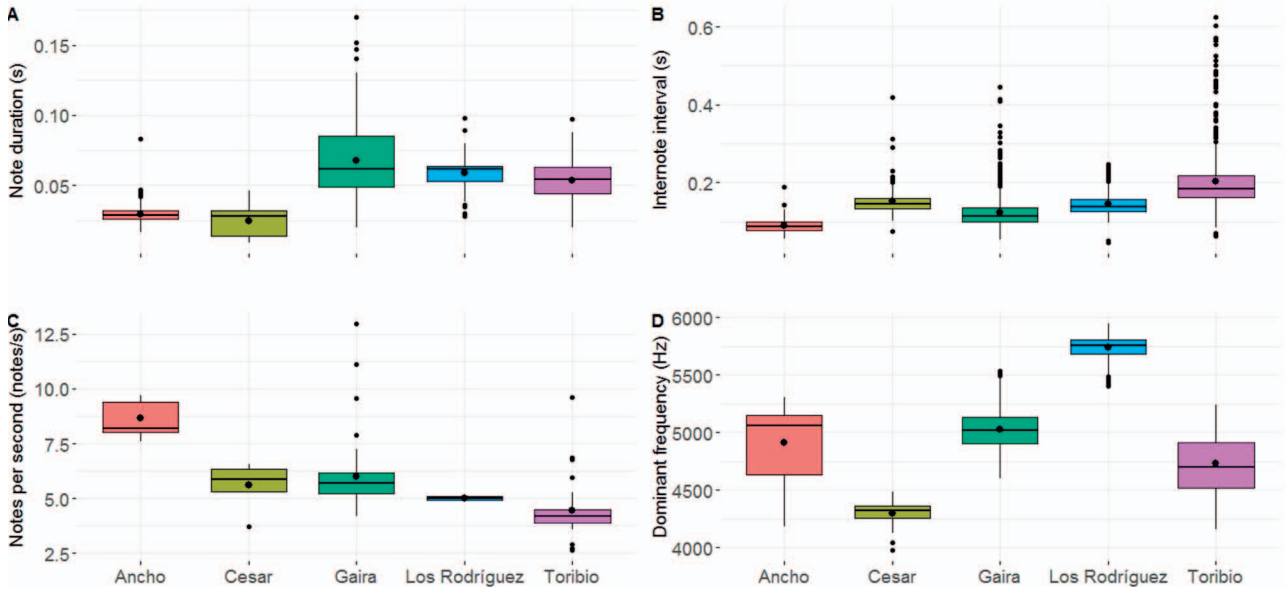 A
Note duration (s)
0.15
0.10
0.05
B
Internote interval (s)
0.6
0.4
0.2
C
Notes per second (notes/s)
12.5
10.0
7.5
5.0
2.5
Ancho Cesar Gaira Los Rodríguez Toribio
D
Dominant frequency (Hz)
6000
5500
5000
4500
4000
Ancho Cesar Gaira Los Rodríguez Toribio